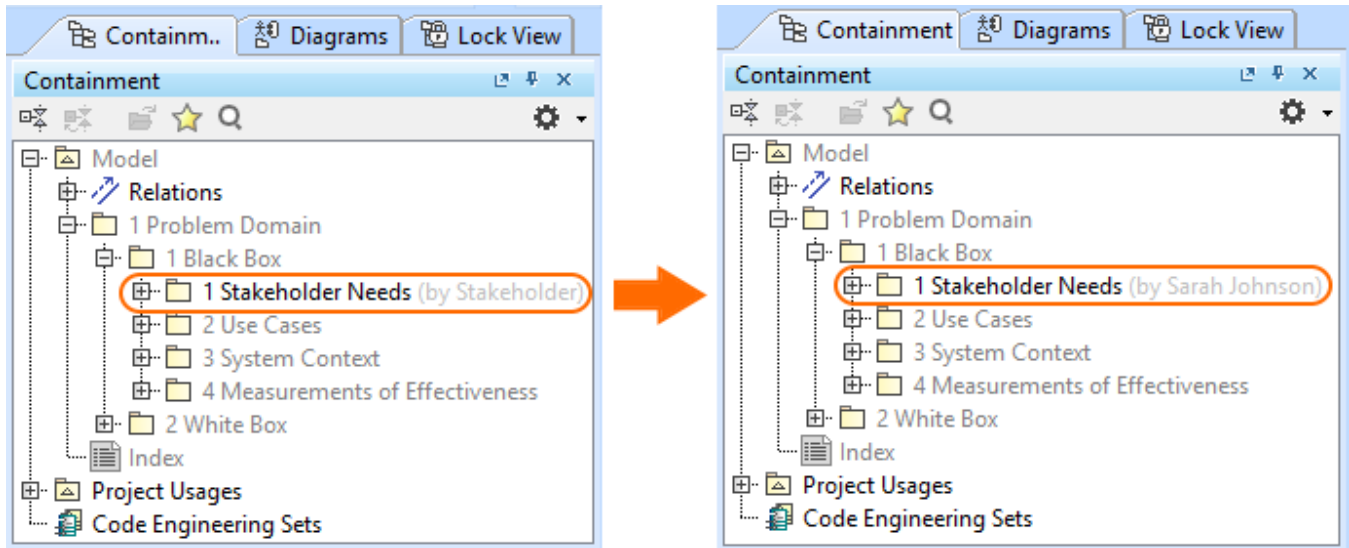 Containm.. Diagrams Lock View
Containment
Model
Relations
1 Problem Domain
1 Black Box
1 Stakeholder Needs (by Stakeholder)
2 Use Cases
3 System Context
4 Measurements of Effectiveness
2 White Box
Index
Project Usages
Code Engineering Sets
Containment Diagrams Lock View
Containment
Model
Relations
1 Problem Domain
1 Black Box
1 Stakeholder Needs (by Sarah Johnson)
2 Use Cases
3 System Context
4 Measurements of Effectiveness
2 White Box
Index
Project Usages
Code Engineering Sets